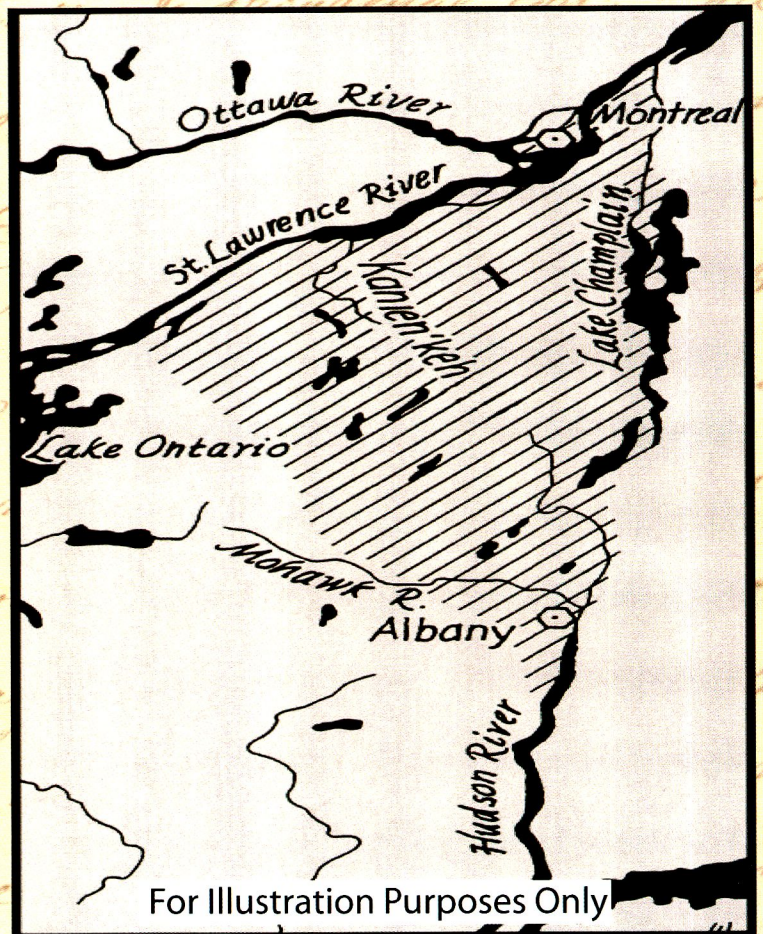 Ottawa River
Montreal
St. Lawrence River
Kanien'keh
Lake Champlain
Lake Ontario
Mohawk R.
Albany
Hudson River
For Illustration Purposes Only